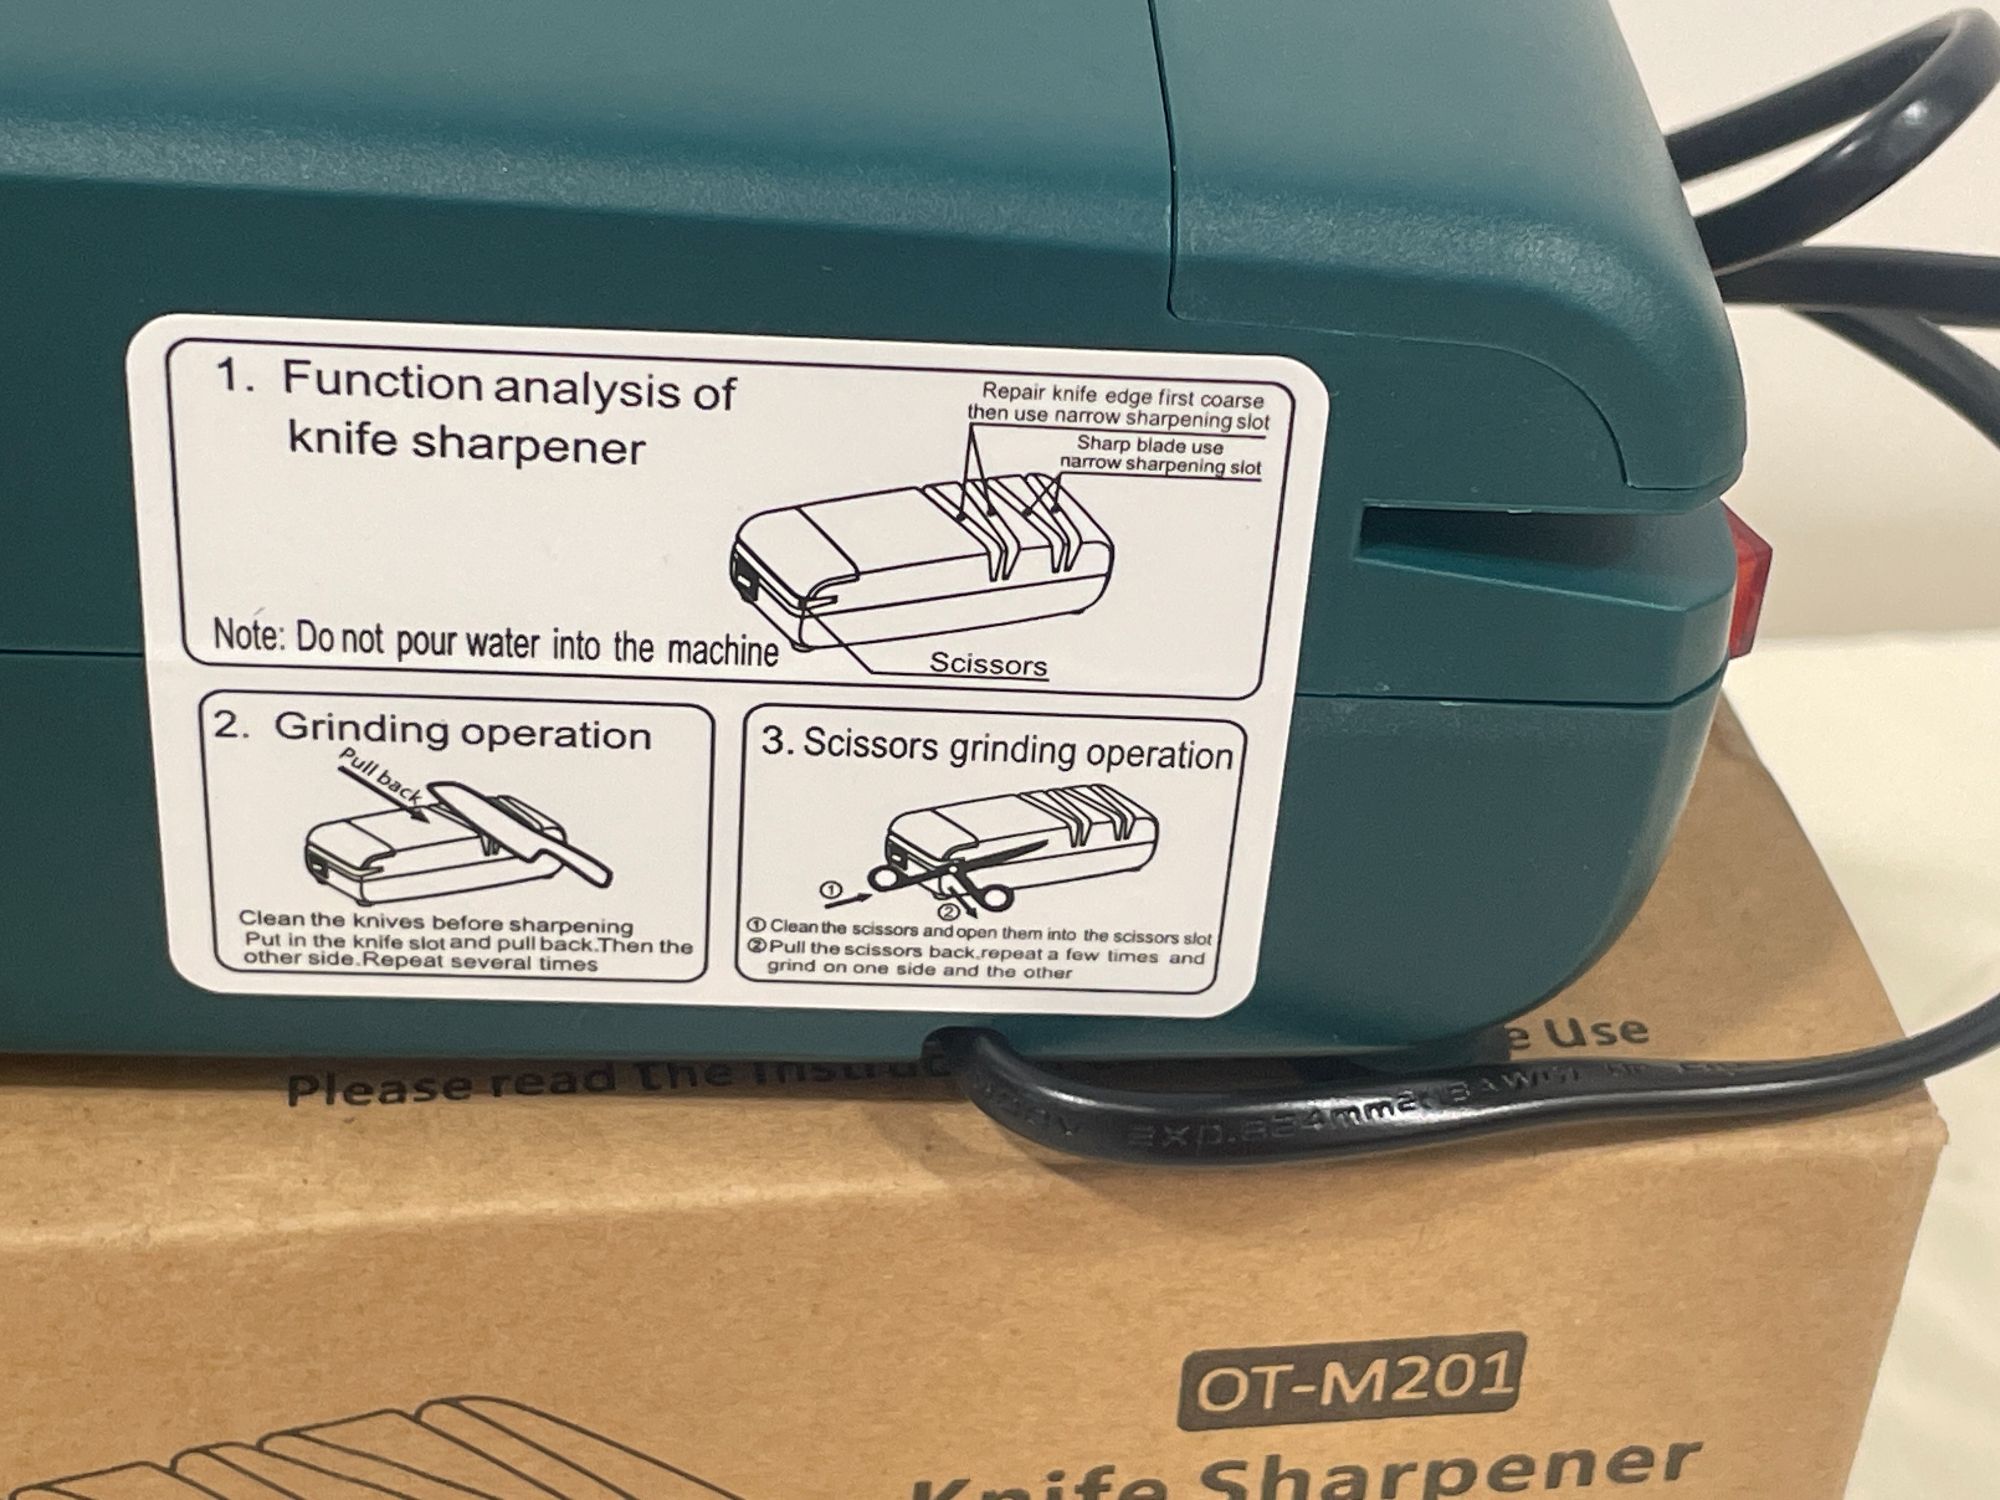 1. Function analysis of
knife sharpener
Repair knife edge first coarse
then use narrow sharpening slot
Sharp blade use
narrow sharpening slot
Note: Do not pour water into the machine
Scissors
2. Grinding operation
Pull back
Clean the knives before sharpening
Put in the knife slot and pull back.Then the
other side.Repeat several times
3. Scissors grinding operation
①
②
①Clean the scissors and open them into the scissors slot
②Pull the scissors back,repeat a few times and
grind on one side and the other
Please read the Use
OT-M201
Knife Sharpener